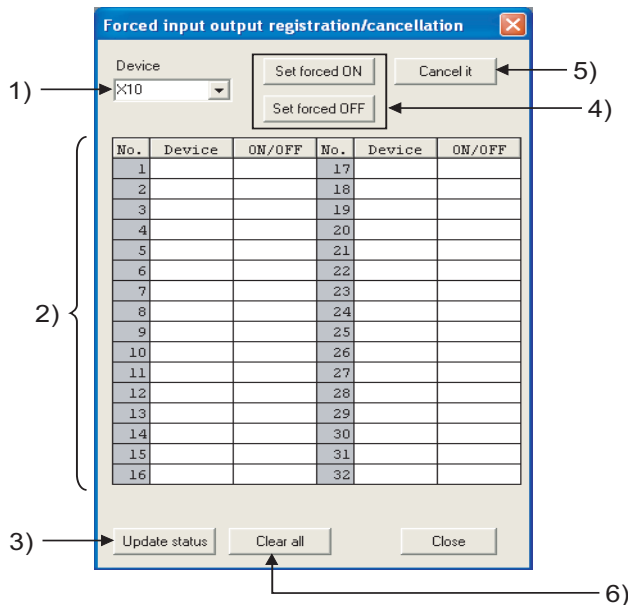 Forced input output registration/cancellation
Device
X10
Set forced ON
Cancel it
Set forced OFF
1)
5)
4)
No. Device ON/OFF No. Device ON/OFF
1 17
2 18
3 19
4 20
5 21
6 22
7 23
8 24
9 25
10 26
11 27
12 28
13 29
14 30
15 31
16 32
2)
3)
Update status Clear all Close
6)